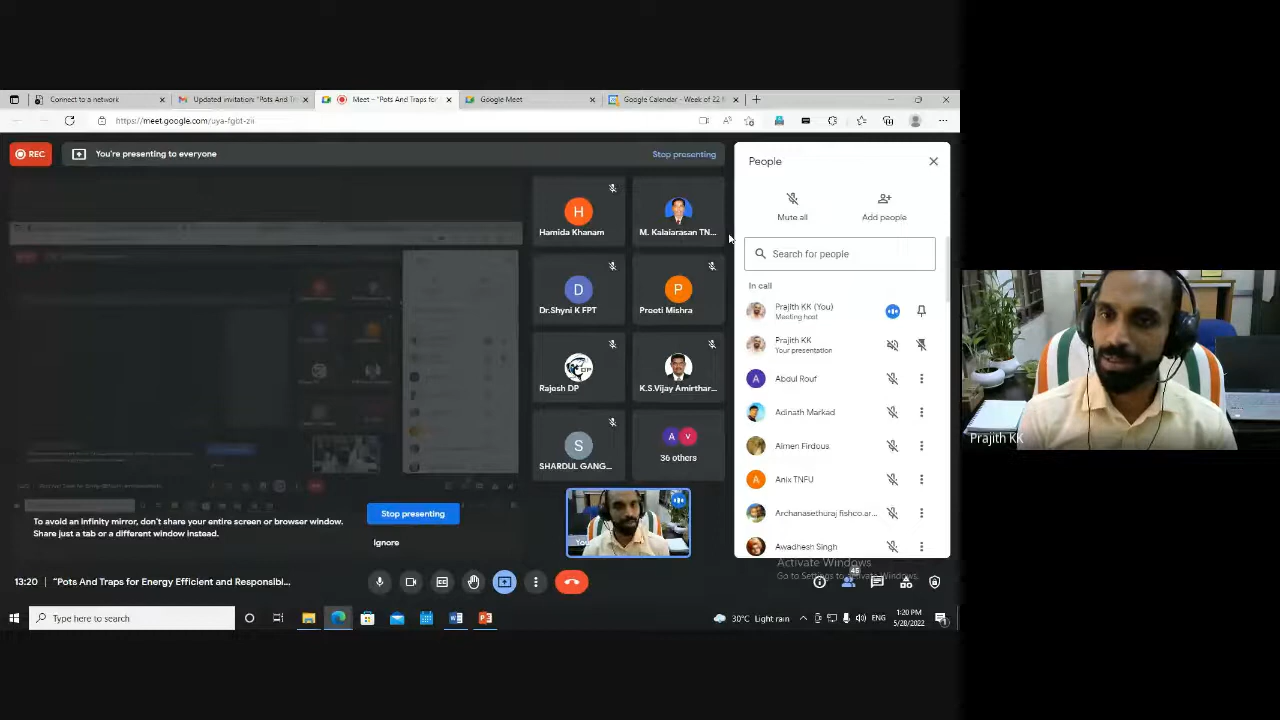 Connect to a network
Updated invitation: "Pots And Tra
Meet – "Pots And Traps for
Google Meet
Google Calendar - Week of 22
https://meet.google.com/uya-fgbt-zii
REC
You're presenting to everyone
Stop presenting
Hamida Khanam
M. Kalaiarasan TN...
D
Dr.Shyni K FPT
P
Preeti Mishra
H
DP
Rajesh DP
K.S.Vijay Amirthar...
S
SHARDUL GANG...
A
V
36 others
To avoid an infinity mirror, don't share your entire screen or browser window.
Share just a tab or a different window instead.
Stop presenting
Ignore
People
Mute all
Add people
Search for people
In call
Prajith KK (You)
Meeting host
Prajith KK
Your presentation
A
Abdul Rouf
Adinath Markad
Aimen Firdous
A
Anix TNFU
Archanasethuraj fishco.ar...
Awadhesh Singh
Activate Windows
Go to Settings to activate Windows.
13:20
"Pots And Traps for Energy Efficient and Responsibl...
45
Type here to search
30°C Light rain
ENG
1:20 PM
5/28/2022
Prajith KK